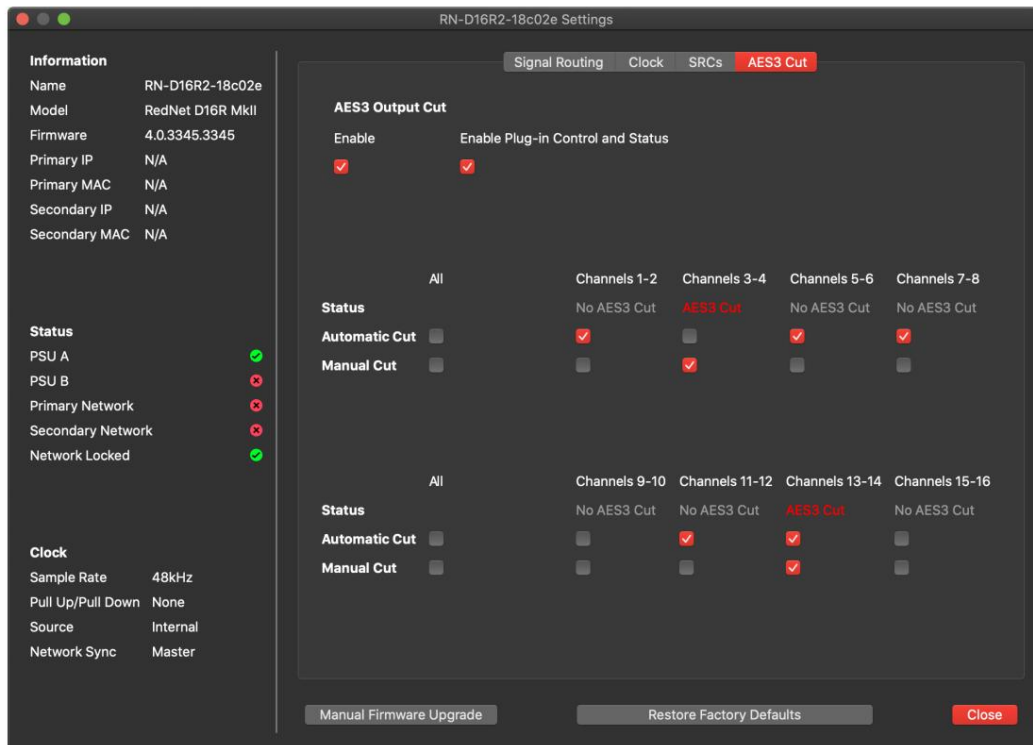 RN-D16R2-18c02e Settings
Information
Name RN-D16R2-18c02e
Model RedNet D16R MkII
Firmware 4.0.3345.3345
Primary IP N/A
Primary MAC N/A
Secondary IP N/A
Secondary MAC N/A
Status
PSU A
PSU B
Primary Network
Secondary Network
Network Locked
Clock
Sample Rate 48kHz
Pull Up/Pull Down None
Source Internal
Network Sync Master
Signal Routing Clock SRCs AES3 Cut
AES3 Output Cut
Enable Enable Plug-in Control and Status
All Channels 1-2 Channels 3-4 Channels 5-6 Channels 7-8
Status No AES3 Cut AES3 Cut No AES3 Cut No AES3 Cut
Automatic Cut
Manual Cut
All Channels 9-10 Channels 11-12 Channels 13-14 Channels 15-16
Status No AES3 Cut No AES3 Cut AES3 Cut No AES3 Cut
Automatic Cut
Manual Cut
Manual Firmware Upgrade Restore Factory Defaults Close